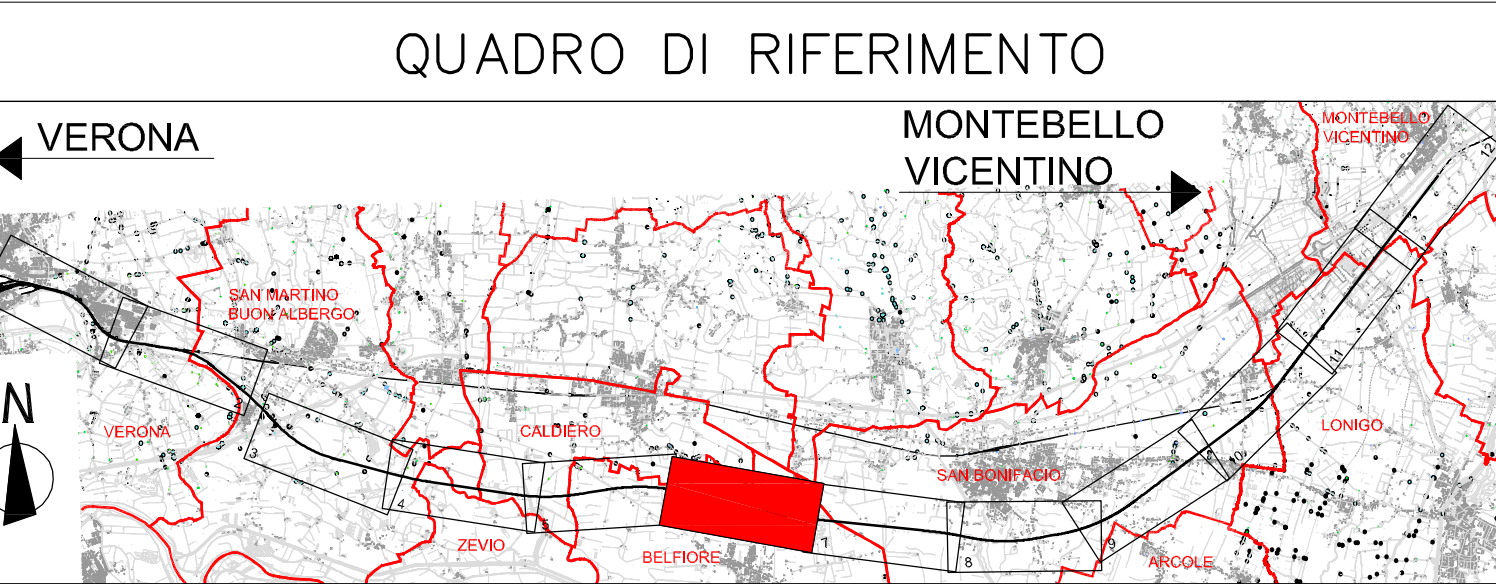 QUADRO DI RIFERIMENTO
VERONA
MONTEBELLO
VICENTINO
MONTEBELLO
VICENTINO
12
SAN MARTINO
BUON ALBERGO
N
VERONA
CALDIERO
11
LONIGO
3
SAN BONIFACIO
10
4
5
ZEVIO
BELFIORE
7
8
9
ARCOLE